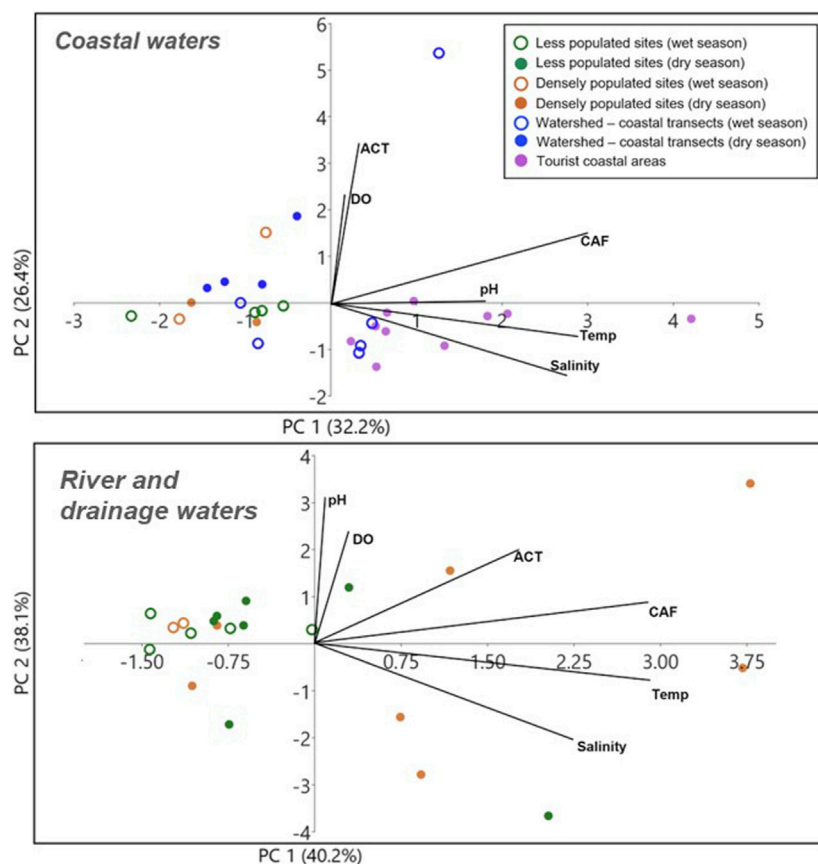 Coastal waters
Less populated sites (wet season)
Less populated sites (dry season)
Densely populated sites (wet season)
Densely populated sites (dry season)
Watershed – coastal transects (wet season)
Watershed – coastal transects (dry season)
Tourist coastal areas
6
5
4
3
2
1
-1
-2
ACT
DO
CAF
pH
Temp
Salinity
-3
-2
-1
1
2
3
4
5
PC 2 (26.4%)
PC 1 (32.2%)
River and
drainage waters
4
3
2
1
-1
-2
-3
-4
pH
DO
ACT
CAF
Temp
Salinity
-1.50
-0.75
0.75
1.50
2.25
3.00
3.75
PC 2 (38.1%)
PC 1 (40.2%)